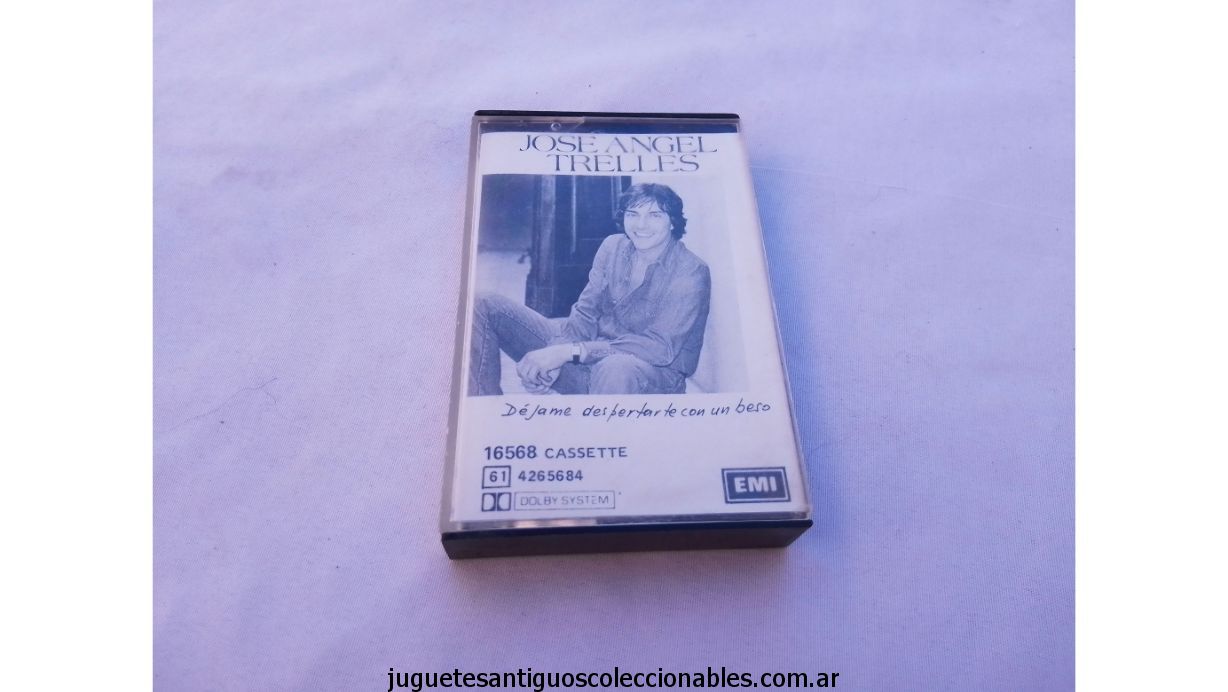 JOSÉ ANGEL
TRELLES
Déjame despertarte con un beso
16568 CASSETTE
61 4265684
DOLBY SYSTEM
EMI
juguetesantiguoscoleccionables.com.ar